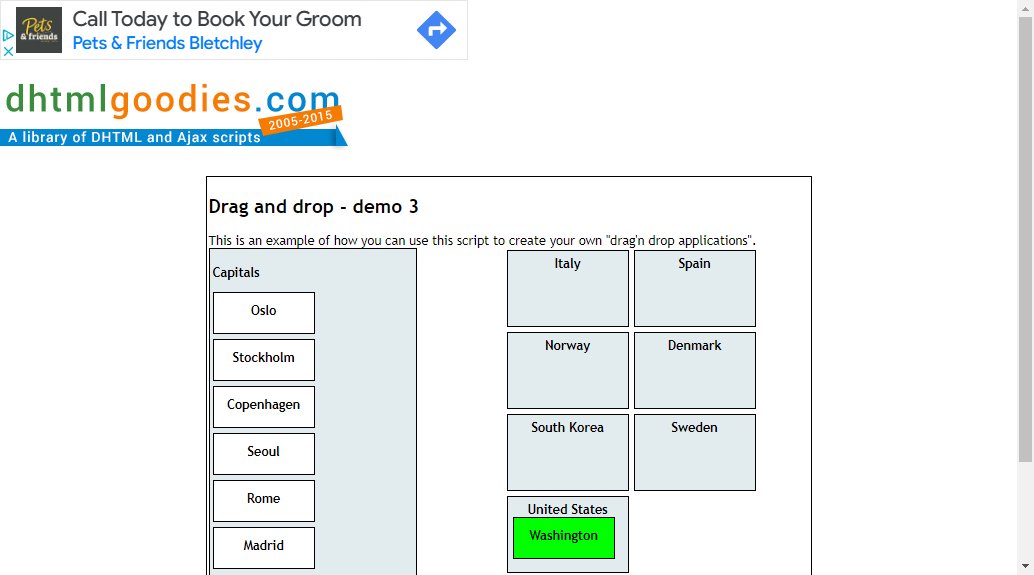 Call Today to Book Your Groom
Pets & Friends Bletchley
Pets
& friends
dhtmlgoodies.com
2005-2015
A library of DHTML and Ajax scripts
Drag and drop - demo 3
This is an example of how you can use this script to create your own "drag'n drop applications".
Capitals
Oslo
Stockholm
Copenhagen
Seoul
Rome
Madrid
Italy
Spain
Norway
Denmark
South Korea
Sweden
United States
Washington